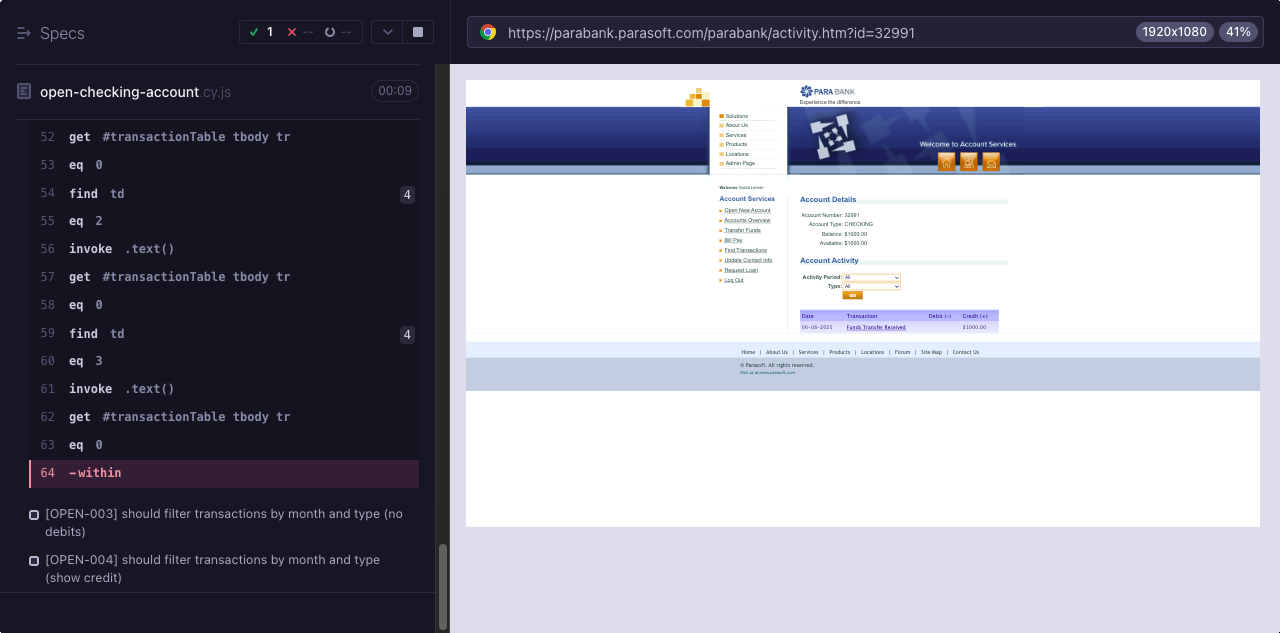 Specs
1
--
--
open-checking-account.cy.js
00:09
get #transactionTable tbody tr
eq 0
54 find td 4
55 eq 2
56 invoke .text()
57 get #transactionTable tbody tr
58 eq 0
59 find td 4
60 eq 3
61 invoke .text()
62 get #transactionTable tbody tr
63 eq 0
64 -within
[OPEN-003] should filter transactions by month and type (no
debits)
[OPEN-004] should filter transactions by month and type
(show credit)
https://parabank.parasoft.com/parabank/activity.htm?id=32991
1920x1080
41%
PARA BANK
Experience the difference
Solutions
About Us
Services
Products
Locations
Admin Page
Welcome to Account Services
Welcome
Account Services
Open New Account
Accounts Overview
Transfer Funds
Bill Pay
Find Transactions
Update Contact Info
Request Loan
Log Out
Account Details
Account Number: 32991
Account Type: CHECKING
Balance: $1000.00
Available: $1000.00
Account Activity
Activity Period: All
Type: All
GO
Date Transaction Debit (-) Credit (+)
06-08-2025 Funds Transfer Received $1000.00
Home | About Us | Services | Products | Locations | Forum | Site Map | Contact Us
© Parasoft. All rights reserved.
Visit us at www.parasoft.com